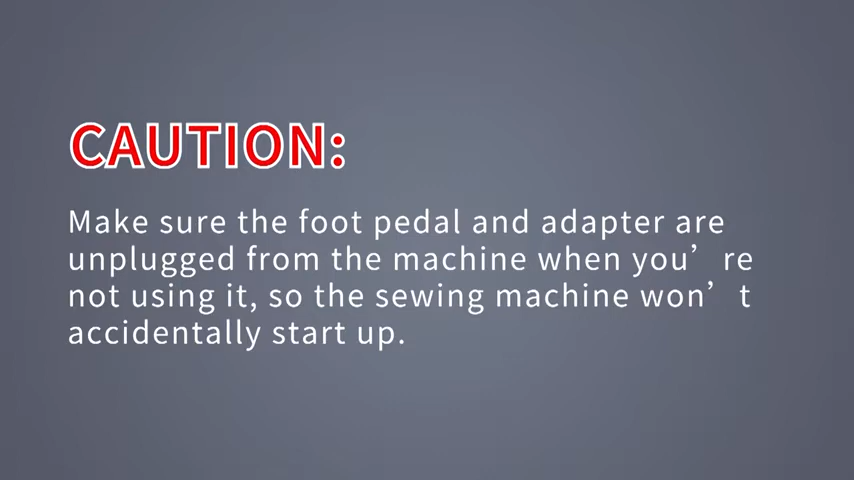 CAUTION:
Make sure the foot pedal and adapter are
unplugged from the machine when you’re
not using it, so the sewing machine won’t
accidentally start up.